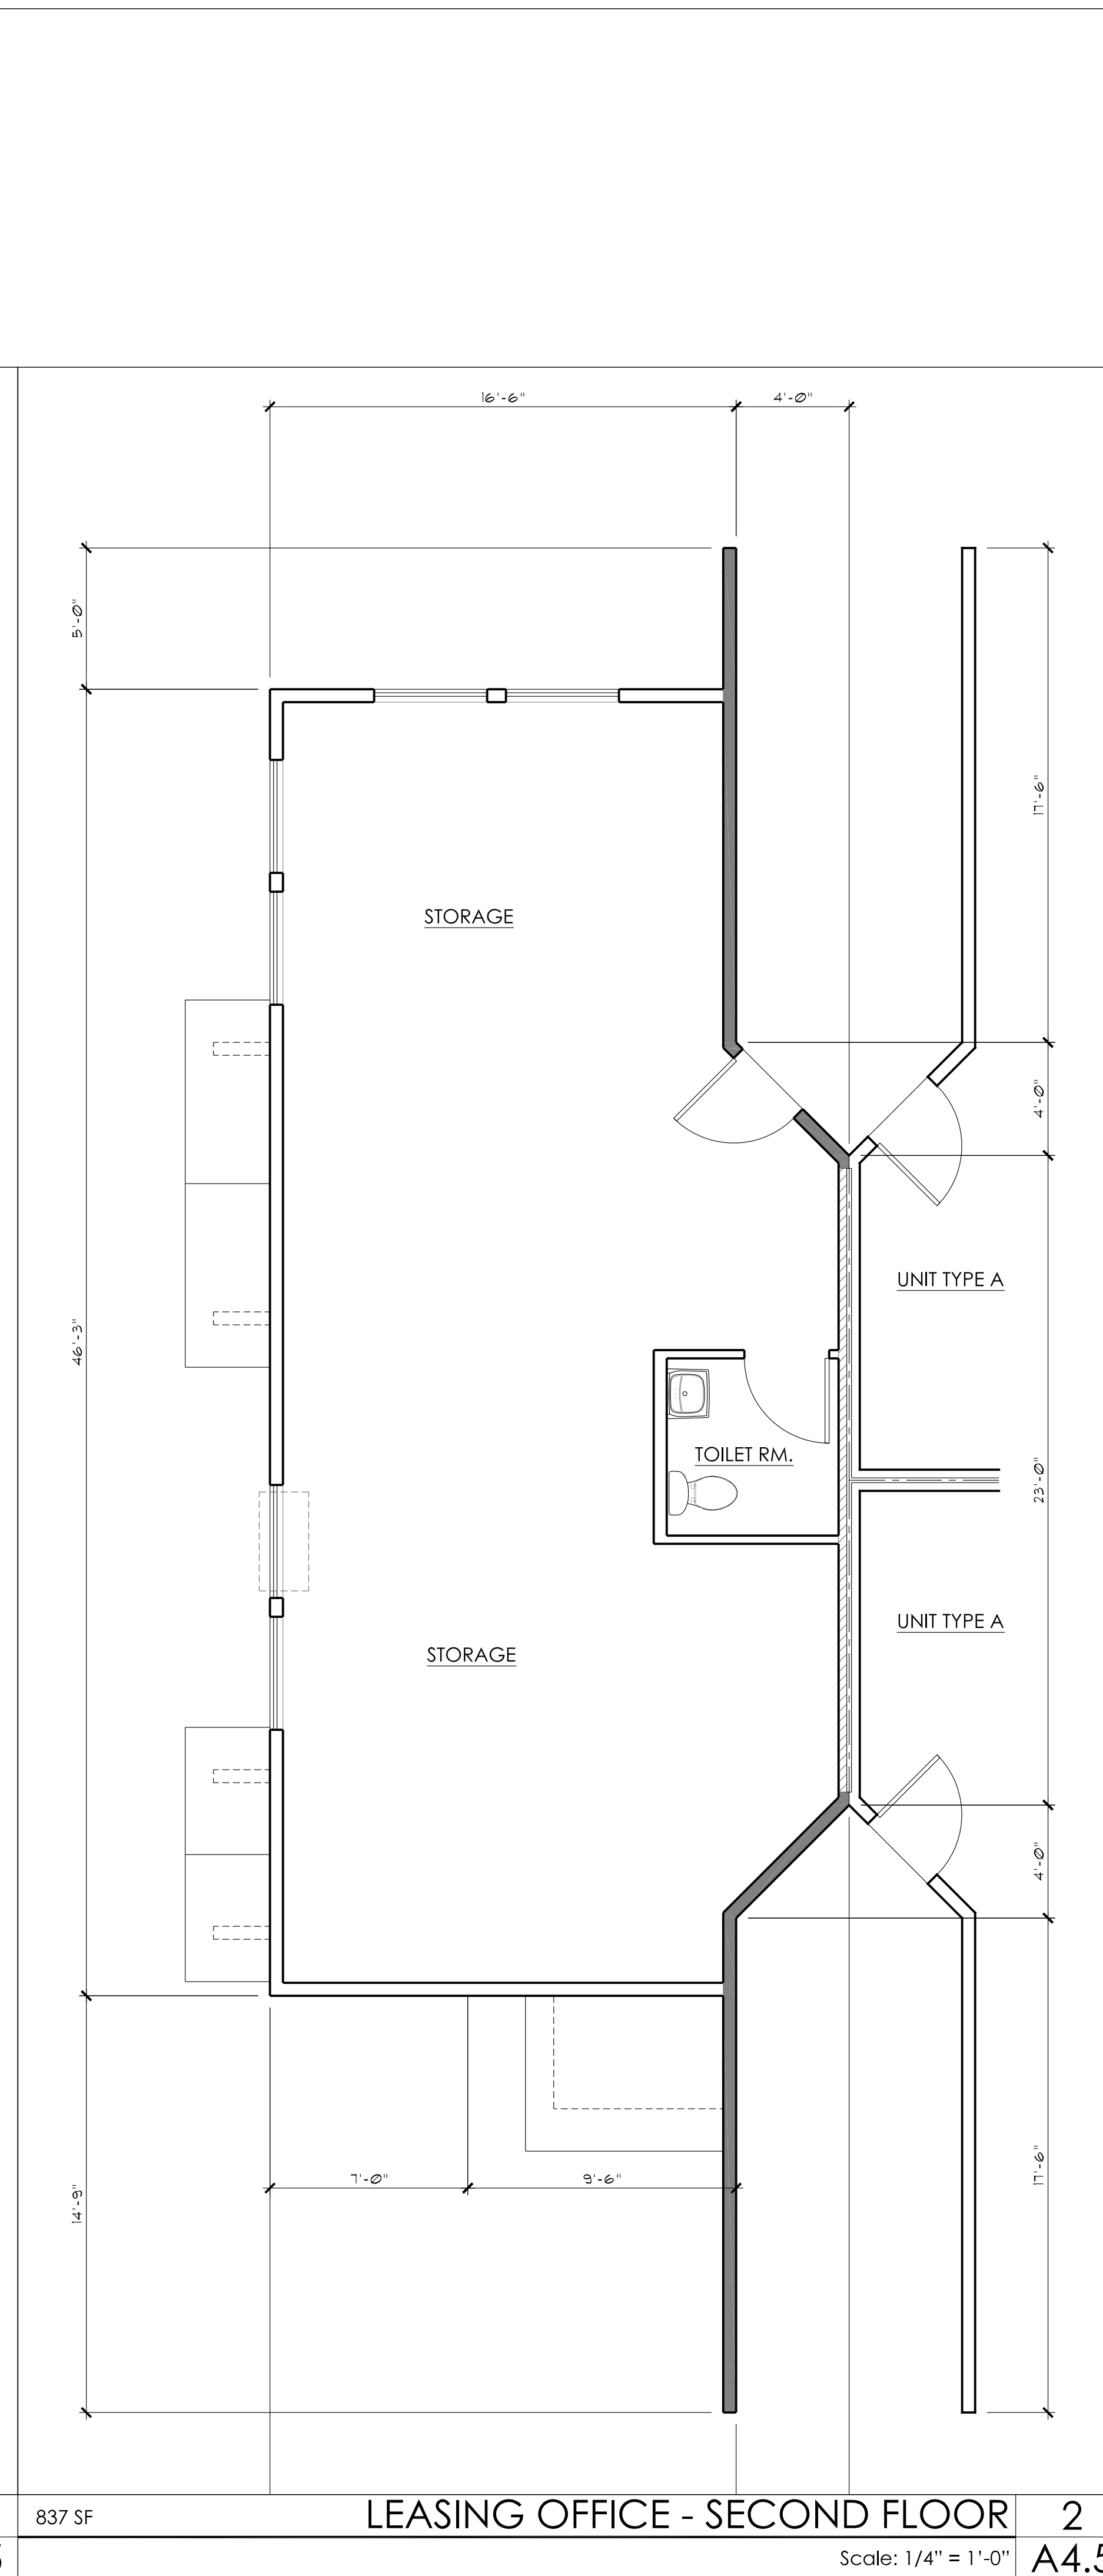 16'-6"
4'-0"
5'-0"
17'-6"
STORAGE
4'-0"
UNIT TYPE A
46'-3"
TOILET RM.
23'-0"
UNIT TYPE A
STORAGE
4'-0"
7'-0"
9'-6"
17'-6"
14'-9"
837 SF
LEASING OFFICE - SECOND FLOOR
2
Scale: 1/4" = 1'-0"
A4.5